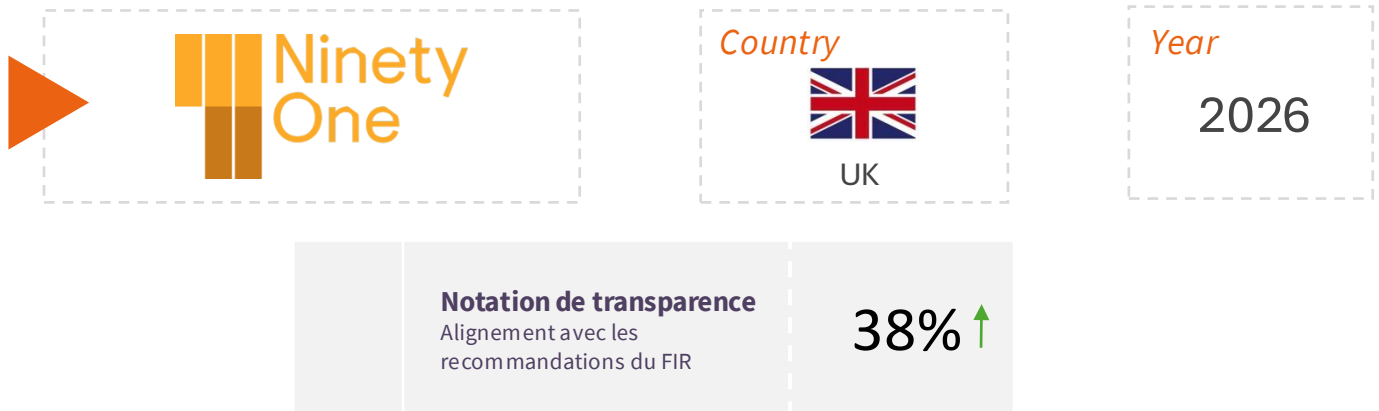 Ninety
One
Country
UK
Year
2026
Notation de transparence
Alignement avec les
recommandations du FIR
38%